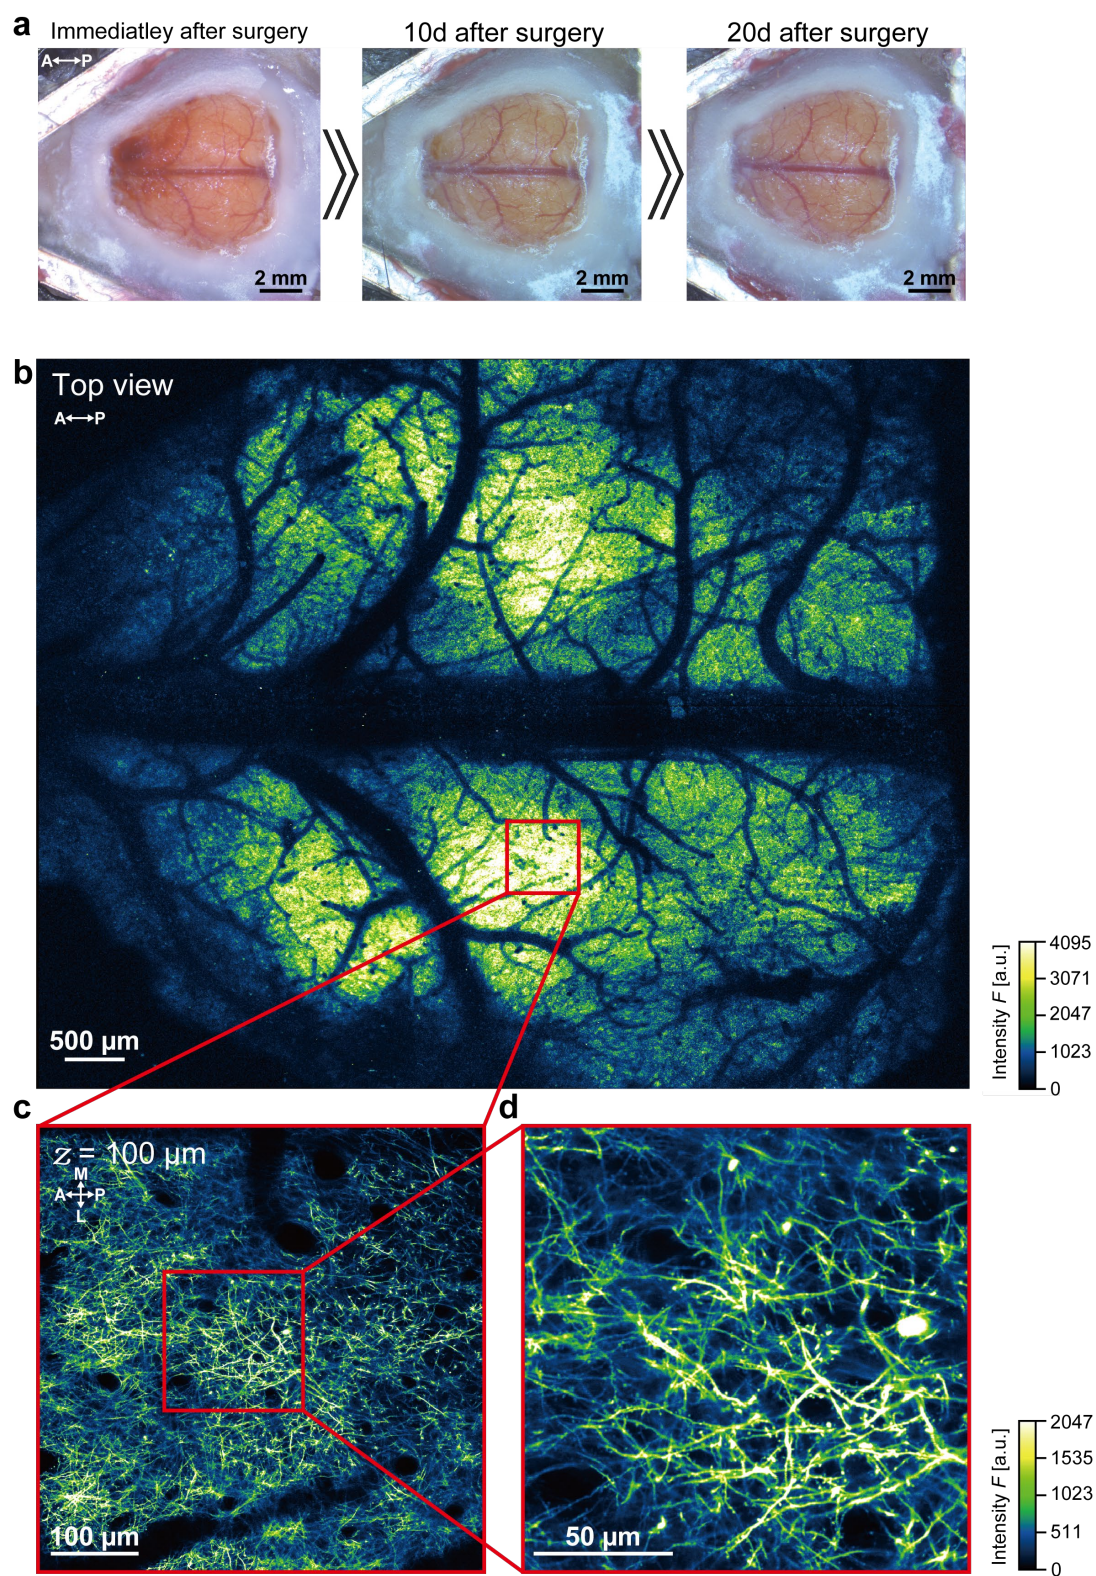 a
Immediatley after surgery
10d after surgery
20d after surgery
A↔P
2 mm
2 mm
2 mm
b
Top view
A↔P
500 µm
Intensity F [a.u.]
4095
3071
2047
1023
0
c
d
z = 100 µm
M
A P
L
100 µm
50 µm
Intensity F [a.u.]
2047
1535
1023
511
0